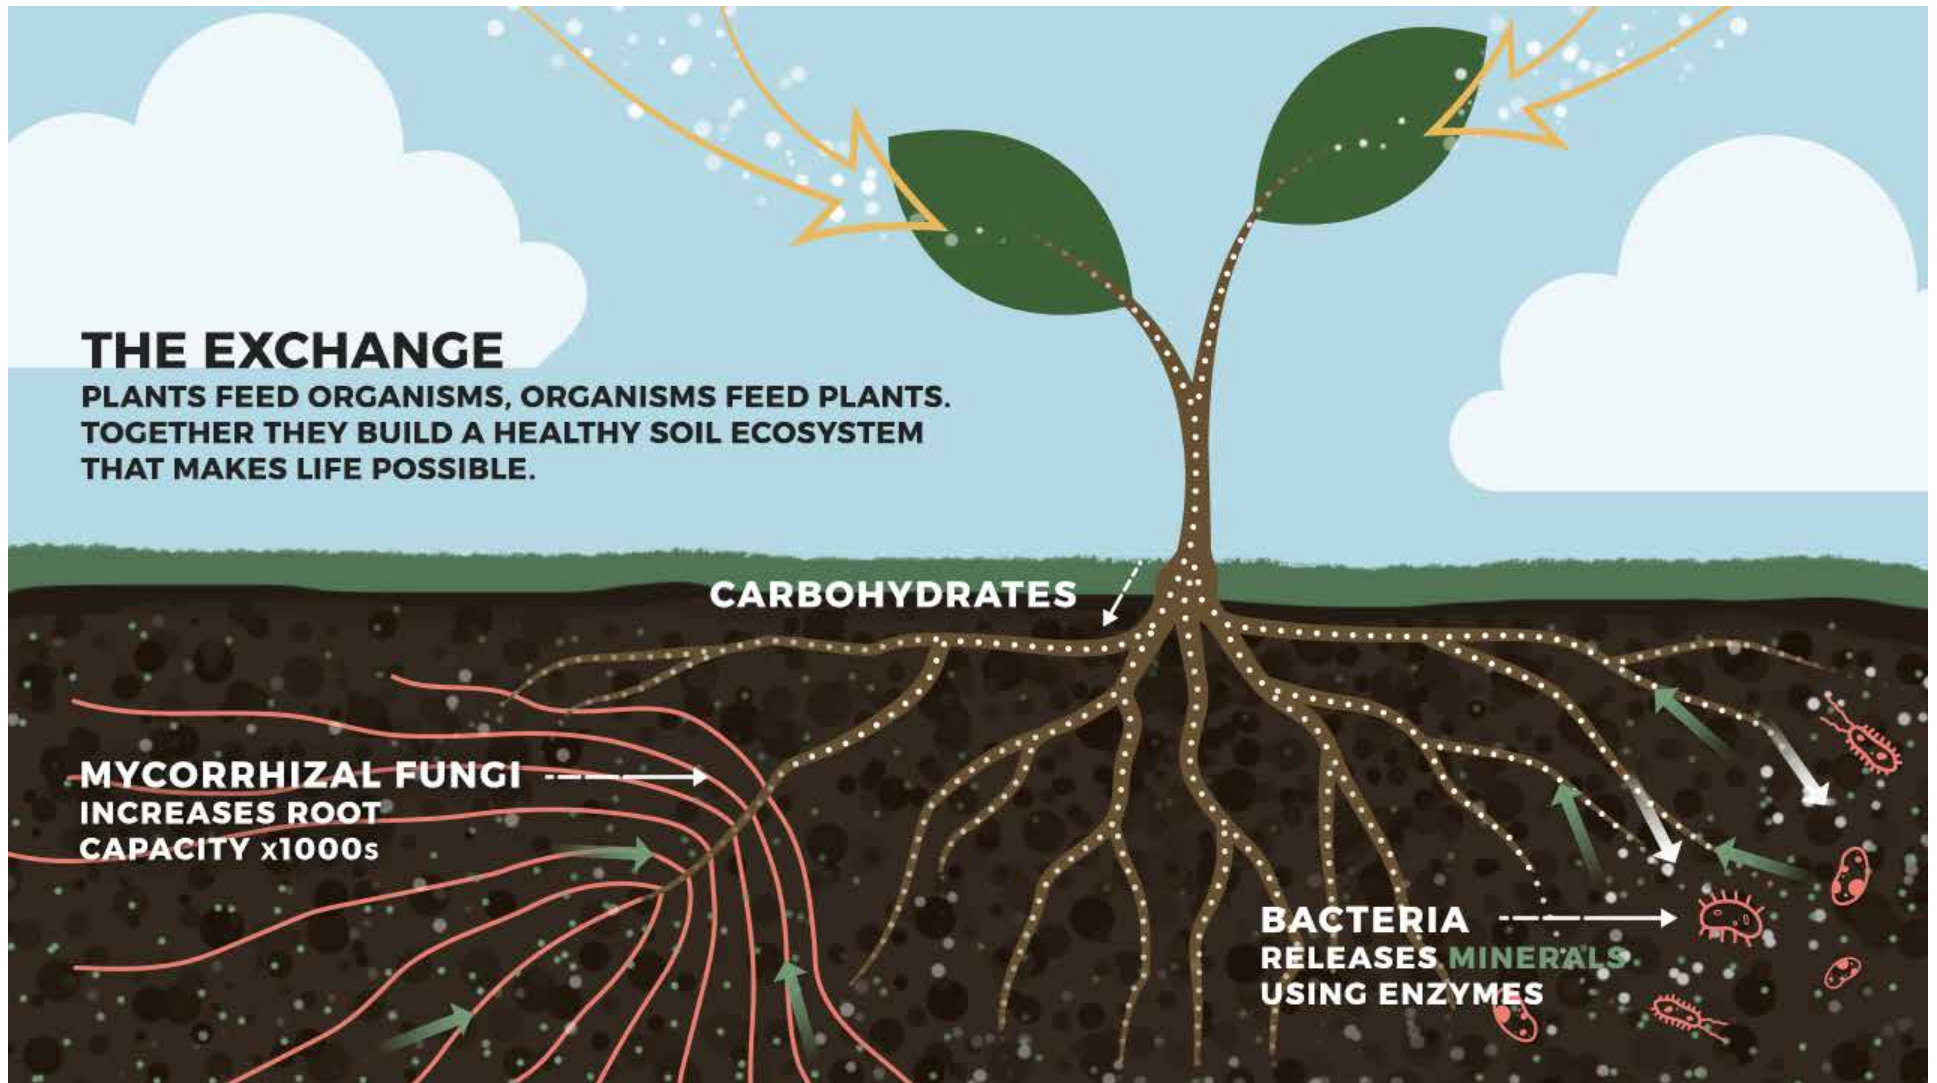 THE EXCHANGE
PLANTS FEED ORGANISMS, ORGANISMS FEED PLANTS.
TOGETHER THEY BUILD A HEALTHY SOIL ECOSYSTEM
THAT MAKES LIFE POSSIBLE.
CARBOHYDRATES
MYCORRHIZAL FUNGI
INCREASES ROOT
CAPACITY x1000s
BACTERIA
RELEASES MINERALS
USING ENZYMES